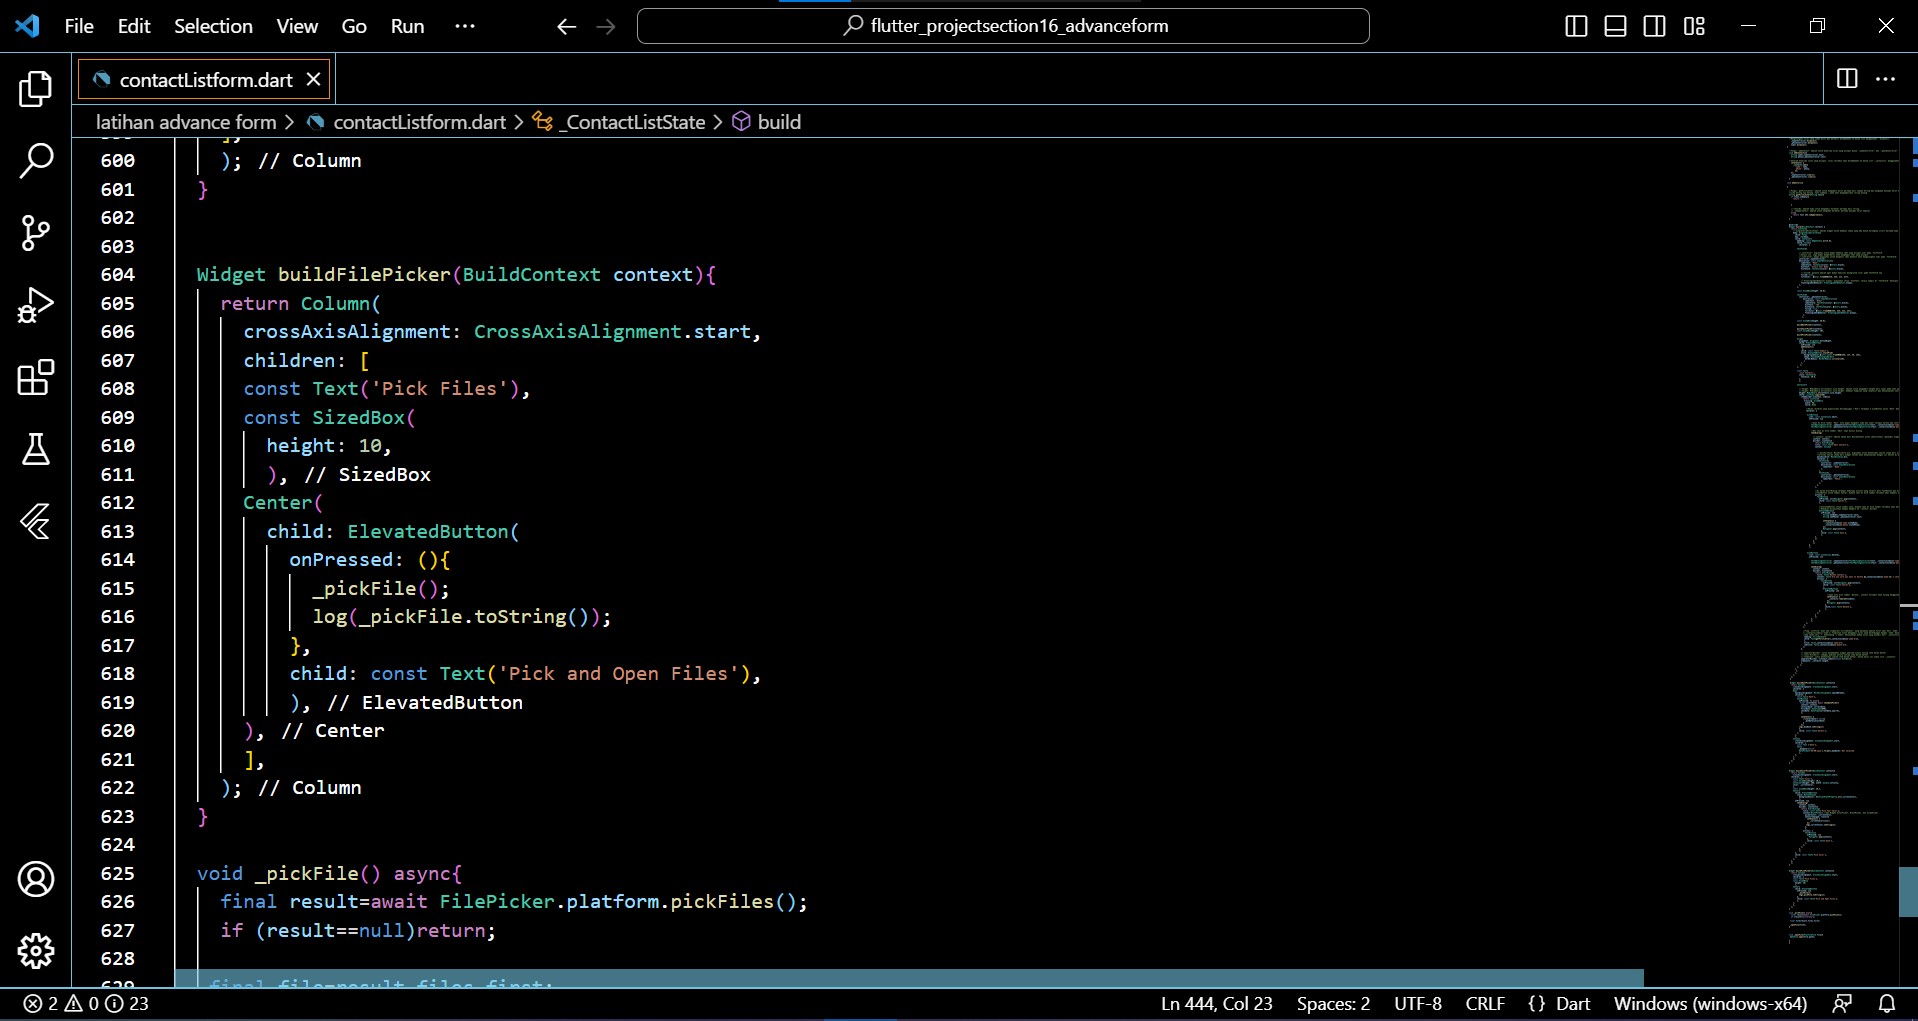 File Edit Selection View Go Run ··· flutter_projectsection16_advanceform
contactListform.dart
latihan advance form > contactListform.dart > _ContactListState > build
600 ); // Column
601 }
602
603
604 Widget buildFilePicker(BuildContext context){
605 return Column(
606 crossAxisAlignment: CrossAxisAlignment.start,
607 children: [
608 const Text('Pick Files'),
609 const SizedBox(
610 height: 10,
611 ), // SizedBox
612 Center(
613 child: ElevatedButton(
614 onPressed: (){
615 _pickFile();
616 log(_pickFile.toString());
617 },
618 child: const Text('Pick and Open Files'),
619 ), // ElevatedButton
620 ), // Center
621 ],
622 ); // Column
623 }
624
625 void _pickFile() async{
626 final result=await FilePicker.platform.pickFiles();
627 if (result==null)return;
628
629 final file=result.files.first;
2 0 23 Ln 444, Col 23 Spaces: 2 UTF-8 CRLF {} Dart Windows (windows-x64)